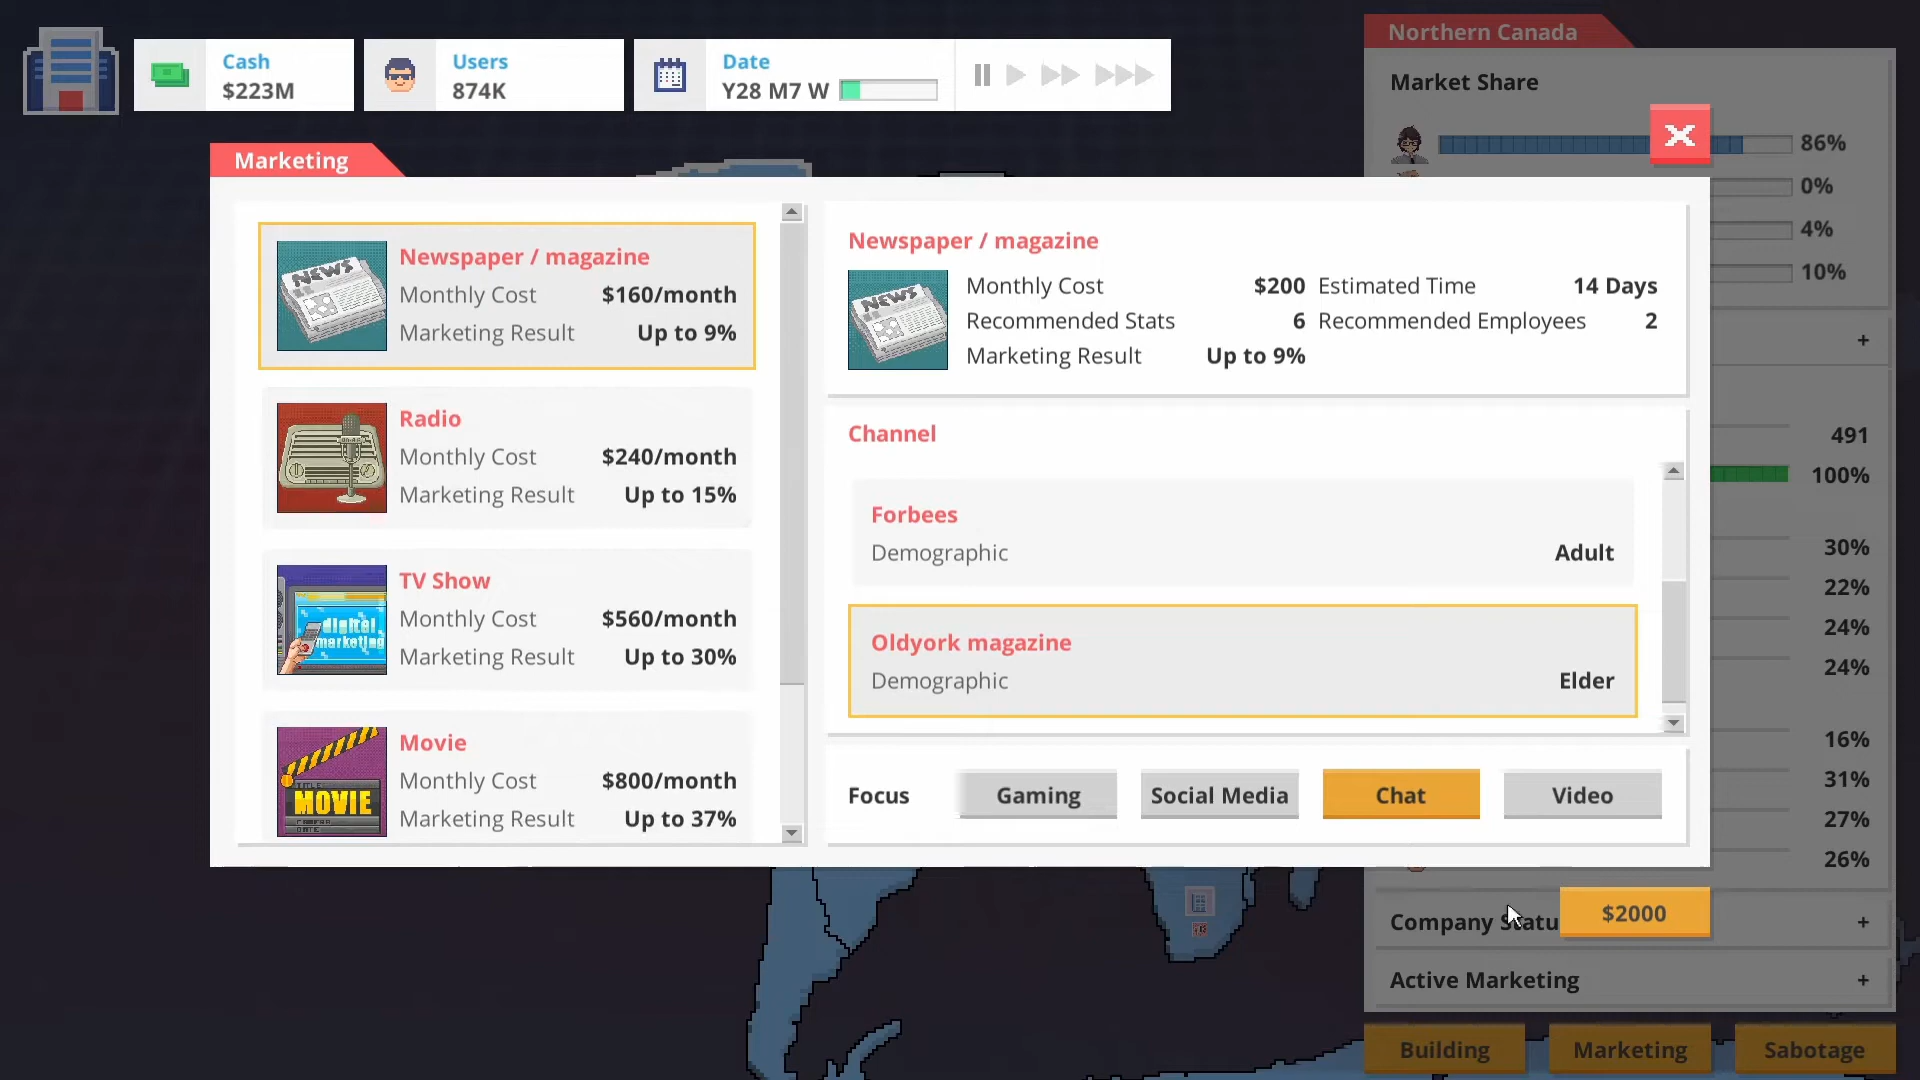 Northern Canada
Cash
$223M
Users
874K
Date
Y28 M7 W
Market Share
86%
0%
4%
10%
+
491
100%
30%
22%
24%
24%
16%
31%
27%
26%
Marketing
NEWS
Newspaper / magazine
Monthly Cost $160/month
Marketing Result Up to 9%
Radio
Monthly Cost $240/month
Marketing Result Up to 15%
digital
marketing
TV Show
Monthly Cost $560/month
Marketing Result Up to 30%
MOVIE
Movie
Monthly Cost $800/month
Marketing Result Up to 37%
Newspaper / magazine
NEWS
Monthly Cost $200 Estimated Time 14 Days
Recommended Stats 6 Recommended Employees 2
Marketing Result Up to 9%
Channel
Forbees
Demographic Adult
Oldyork magazine
Demographic Elder
Focus Gaming Social Media Chat Video
Company Statu
+
$2000
Active Marketing +
Building Marketing Sabotage